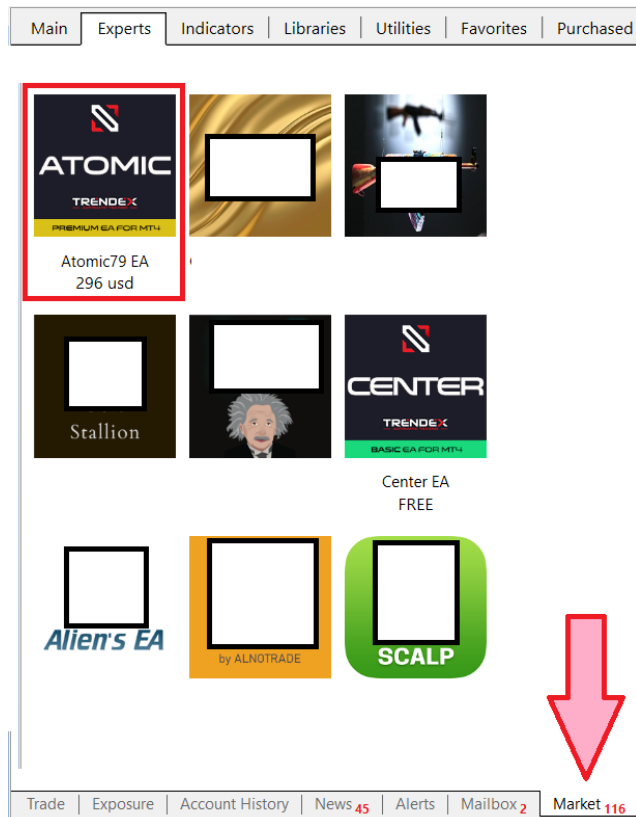 Main Experts Indicators Libraries Utilities Favorites Purchased
ATOMIC
TRENDEX
PREMIUM EA FOR MT4
Atomic79 EA
296 usd
Stallion
CENTER
TRENDEX
BASIC EA FOR MT4
Center EA
FREE
Alien's EA
by ALNOTRADE
SCALP
Trade Exposure Account History News 45 Alerts Mailbox 2 Market 116